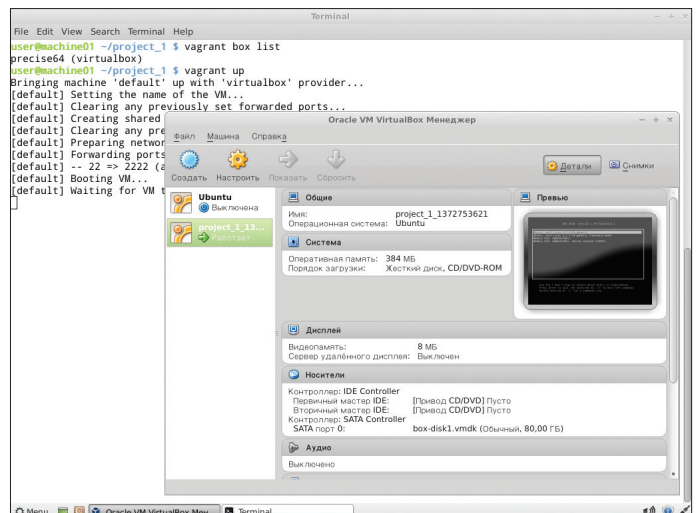 Terminal
File Edit View Search Terminal Help
user@machine01 ~/project_1 $ vagrant box list
precise64 (virtualbox)
user@machine01 ~/project_1 $ vagrant up
Bringing machine 'default' up with 'virtualbox' provider...
[default] Setting the name of the VM...
[default] Clearing any previously set forwarded ports...
[default] Creating shared
[default] Clearing any pre
[default] Preparing networ
[default] Forwarding ports
[default] -- 22 => 2222 (a
[default] Booting VM...
[default] Waiting for VM t
Oracle VM VirtualBox Менеджер
Файл Машина Справка
Создать Настроить Показать Сбросить
Детали Снимки
Ubuntu
Выключена
project_1_13...
Работает
Общие
Имя: project_1_1372753621
Операционная система: Ubuntu
Превью
Система
Оперативная память: 384 МБ
Порядок загрузки: Жесткий диск, CD/DVD-ROM
Дисплей
Видеопамять: 8 МБ
Сервер удалённого дисплея: Выключен
Носители
Контроллер: IDE Controller
Первичный мастер IDE: [Привод CD/DVD] Пусто
Вторичный мастер IDE: [Привод CD/DVD] Пусто
Контроллер: SATA Controller
SATA порт 0: box-disk1.vmdk (Обычный, 80,00 ГБ)
Аудио
Выключено
Menu
Oracle VM VirtualBox Мен...
Terminal